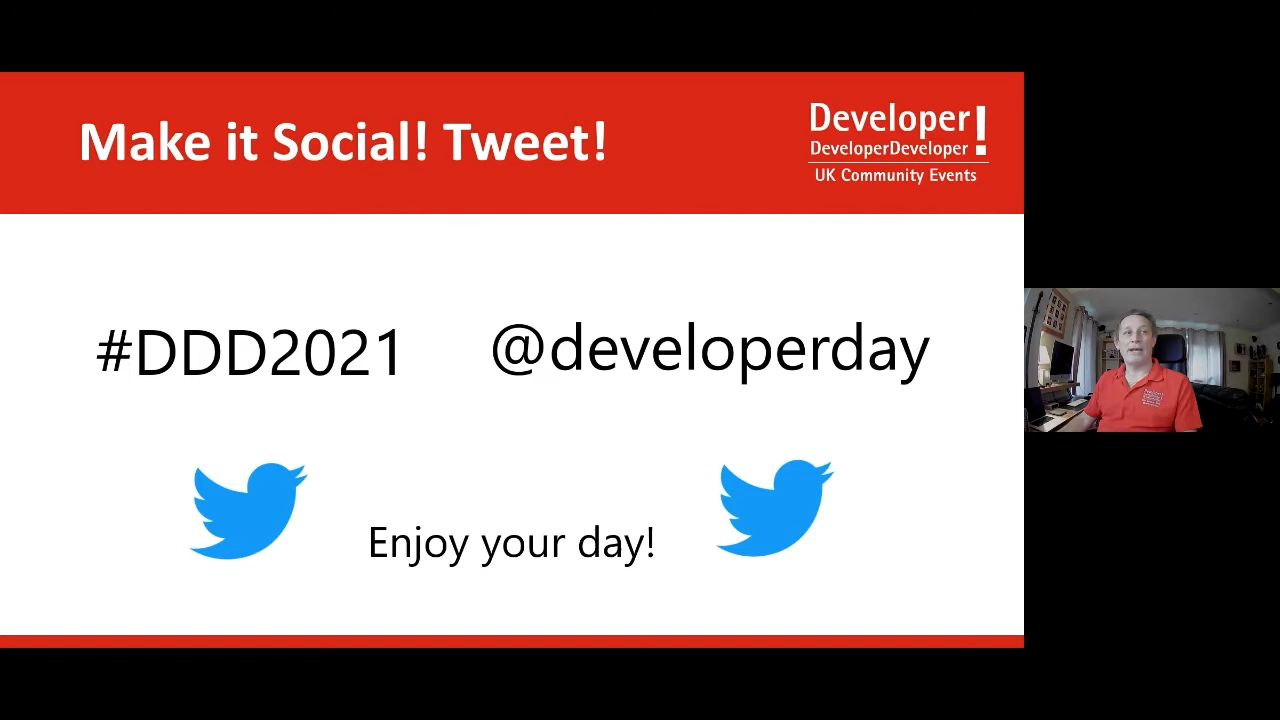 Make it Social! Tweet!
Developer!
DeveloperDeveloper
UK Community Events
#DDD2021
@developerday
Enjoy your day!